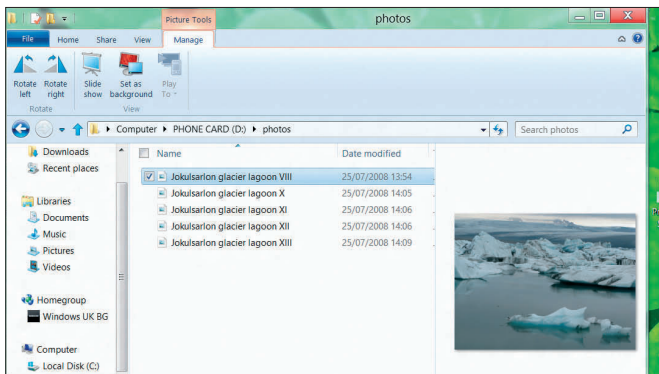 Picture Tools
photos
File Home Share View Manage
Rotate left
Rotate right
Slide show
Set as background
Play To
Rotate
View
Computer PHONE CARD (D:) photos
Search photos
Downloads
Recent places
Libraries
Documents
Music
Pictures
Videos
Homegroup
Windows UK BG
Computer
Local Disk (C:)
Name Date modified
Jokulsarlon glacier lagoon VIII 25/07/2008 13:54
Jokulsarlon glacier lagoon X 25/07/2008 14:05
Jokulsarlon glacier lagoon XI 25/07/2008 14:06
Jokulsarlon glacier lagoon XII 25/07/2008 14:06
Jokulsarlon glacier lagoon XIII 25/07/2008 14:09